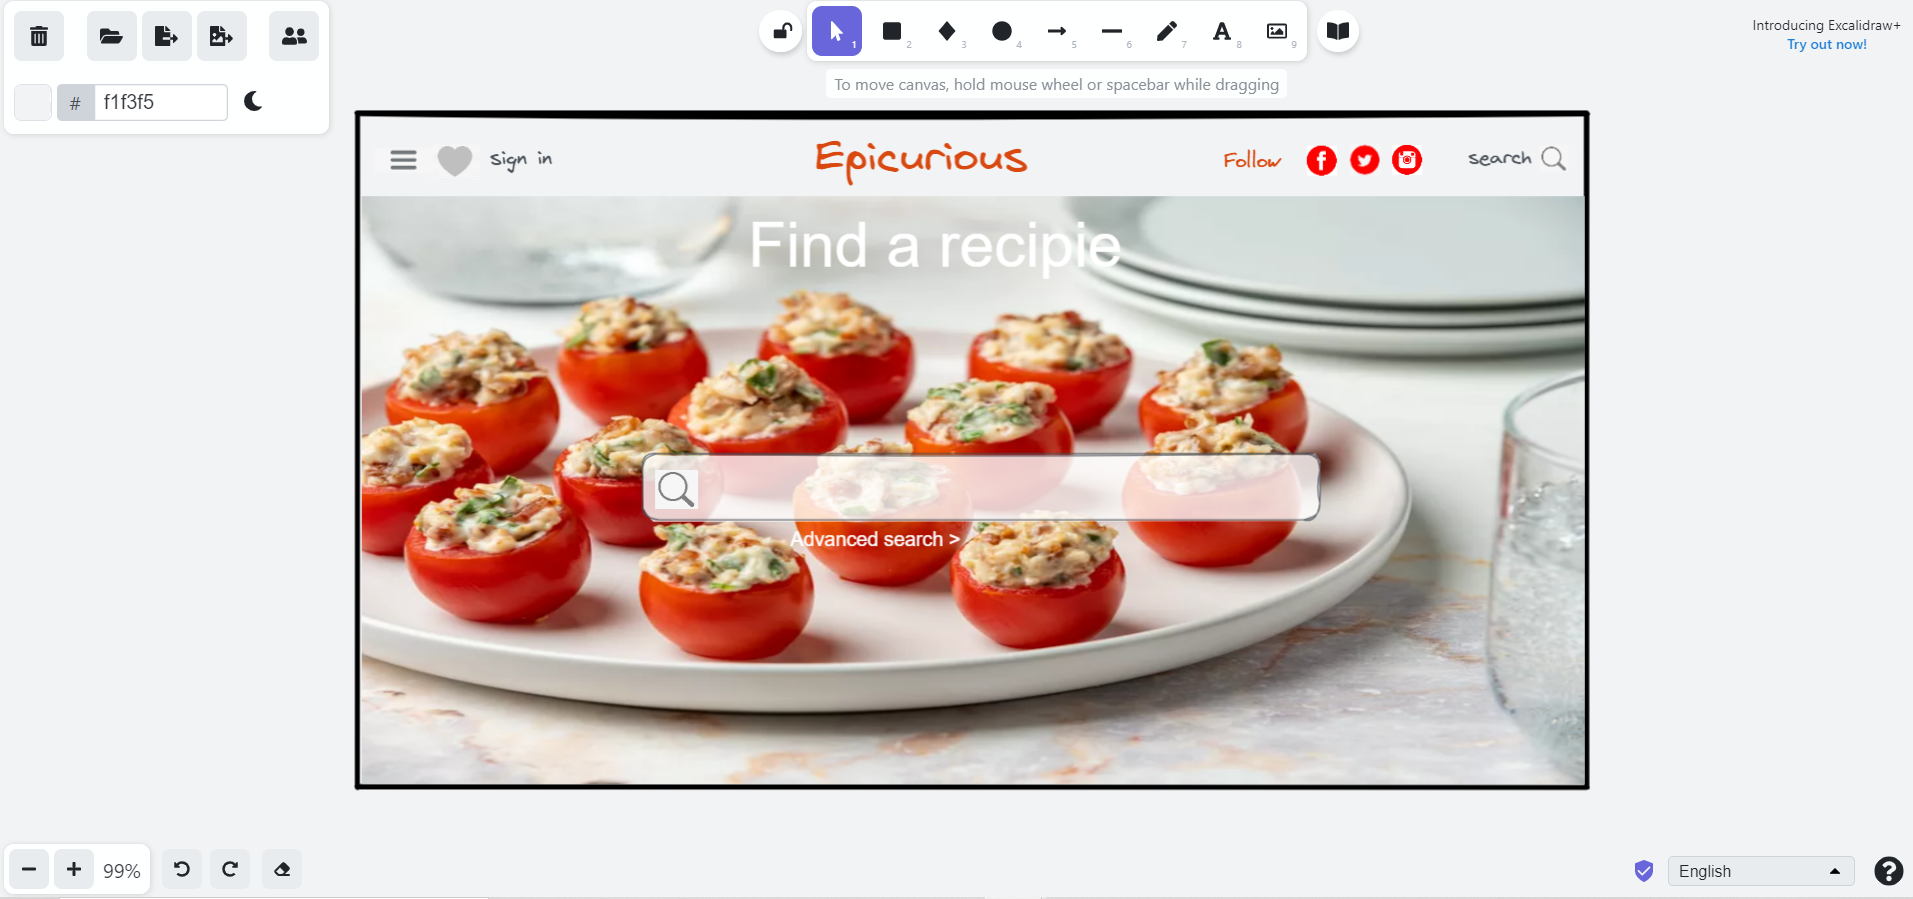 Introducing Excalidraw+
Try out now!
1
2
3
4
5
6
7
A
8
9
To move canvas, hold mouse wheel or spacebar while dragging
# f1f3f5
sign in
Epicurious
Follow
search
Find a recipie
Advanced search >
99%
English
?